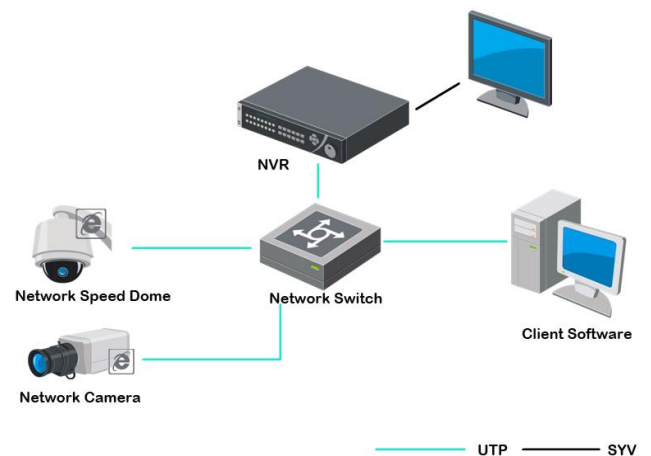 NVR
Network Speed Dome
Network Switch
Client Software
Network Camera
UTP
SYV